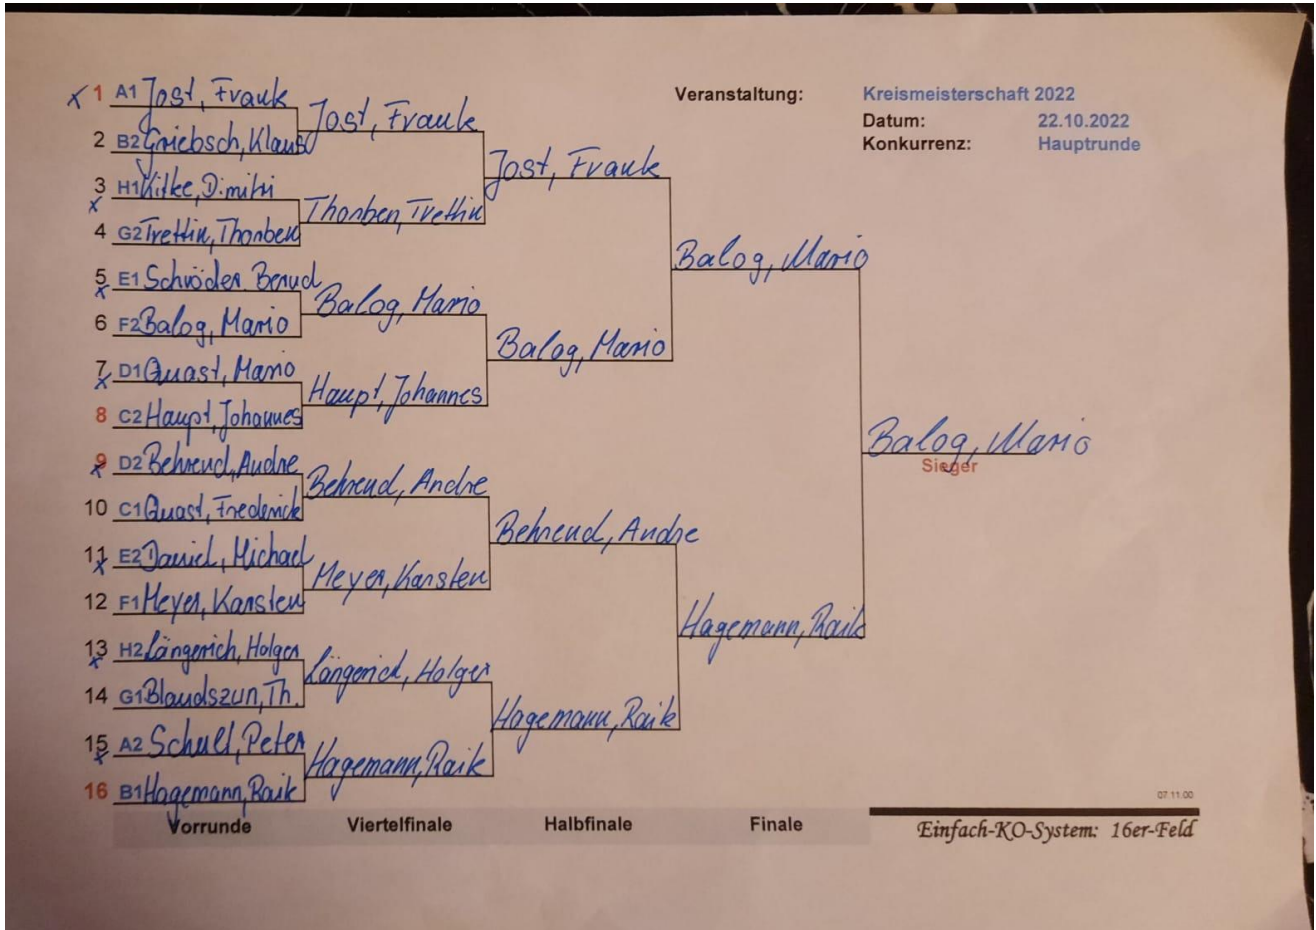 Veranstaltung: Kreismeisterschaft 2022
Datum: 22.10.2022
Konkurrenz: Hauptrunde
x 1 A1 Jost, Frank
2 B2 Griebsch, Klaus
3 H1 Kitke, Dimitri
x
4 G2 Trettin, Thorben
5 E1 Schröder, Bernd
x
6 F2 Balog, Mario
7 D1 Quast, Mario
x
8 C2 Haupt, Johannes
9 D2 Behrend, Andre
x
10 C1 Quast, Frederick
11 E2 Daniel, Michael
x
12 F1 Meyer, Karsten
13 H2 Längerich, Holger
x
14 G1 Blandszun, Th.
15 A2 Schull, Peter
x
16 B1 Hagemann, Raik
Jost, Frank
Thorben, Trettin
Balog, Mario
Haupt, Johannes
Behrend, Andre
Meyer, Karsten
Längerich, Holger
Hagemann, Raik
Jost, Frank
Balog, Mario
Behrend, Andre
Hagemann, Raik
Balog, Mario
Hagemann, Raik
Balog, Mario
Sieger
Vorrunde Viertelfinale Halbfinale Finale
07.11.00
Einfach-KO-System: 16er-Feld